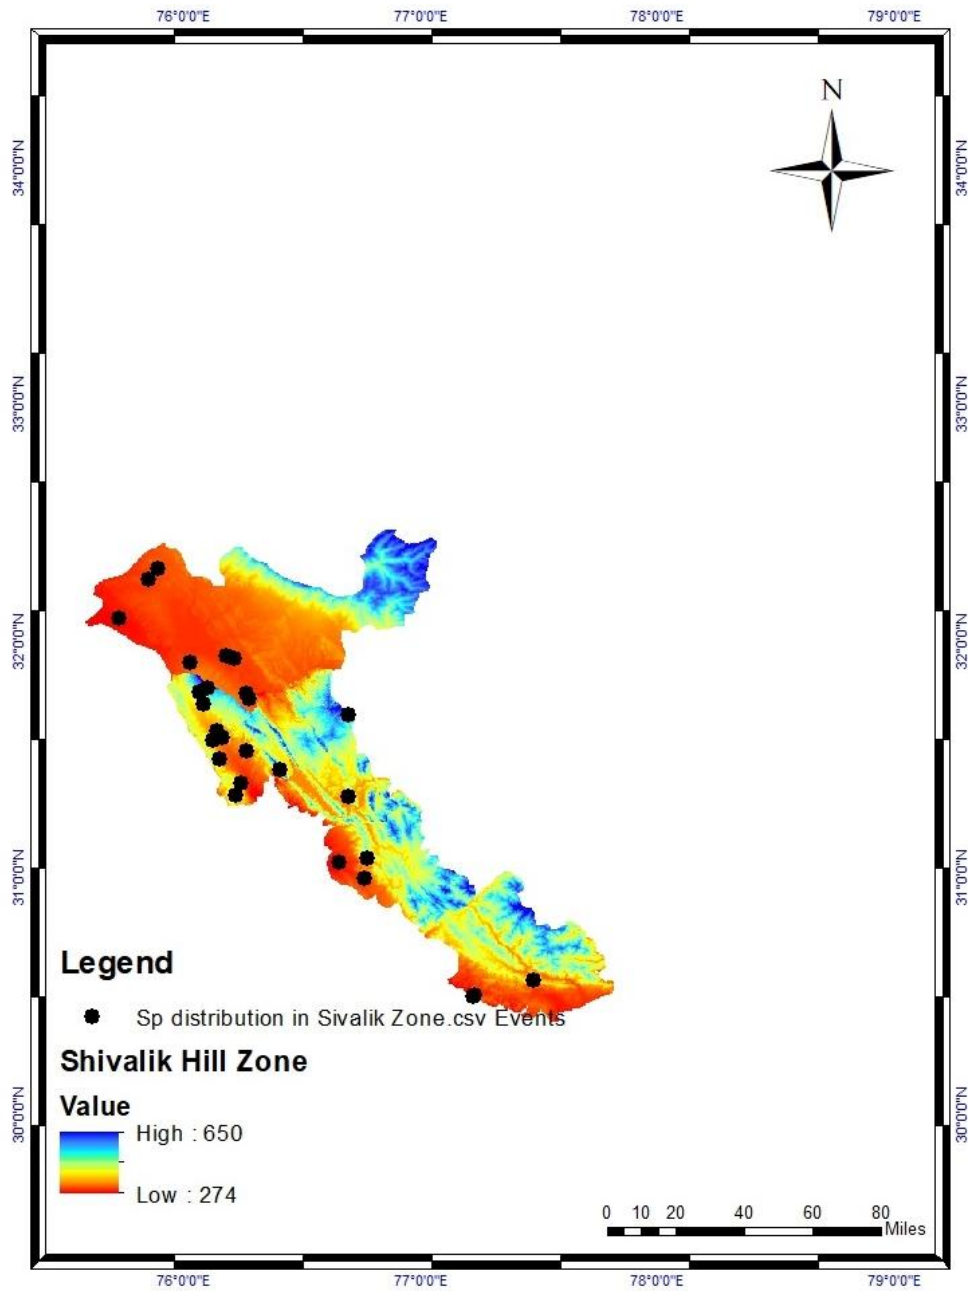 76°0'0"E 77°0'0"E 78°0'0"E 79°0'0"E
N
34°0'0"N 34°0'0"N
33°0'0"N 33°0'0"N
32°0'0"N 32°0'0"N
31°0'0"N 31°0'0"N
Legend
Sp distribution in Sivalik Zone.csv Events
Shivalik Hill Zone
Value
30°0'0"N 30°0'0"N
High : 650
Low : 274
0 10 20 40 60 80
Miles
76°0'0"E 77°0'0"E 78°0'0"E 79°0'0"E